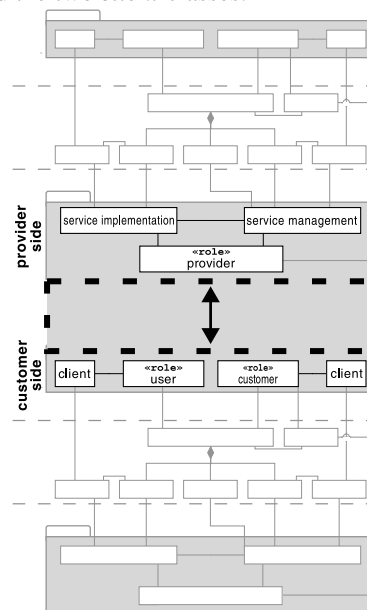 provider side
service implementation
service management
«role»
provider
customer side
client
«role»
user
«role»
customer
client